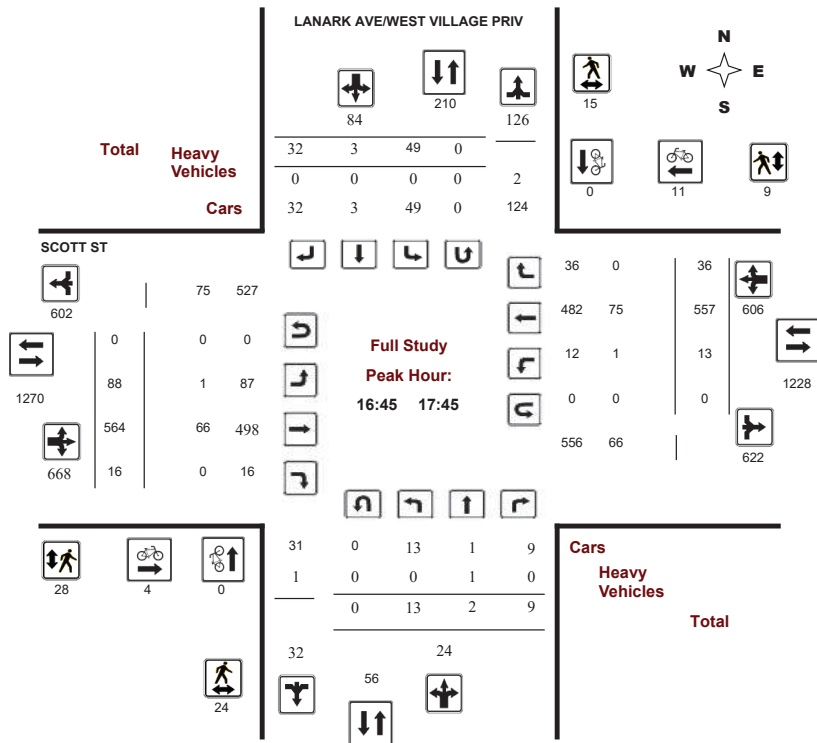 LANARK AVE/WEST VILLAGE PRIV
N
W E
S
210
15
84 126
Total Heavy Vehicles
32 3 49 0
0 0 0 0 2
Cars 32 3 49 0 124
0 11 9
SCOTT ST
602
75 527
36 0 36
606
482 75 557
0 0 0
Full Study
12 1 13
1270
88 1 87
Peak Hour:
1228
16:45 17:45
0 0 0
564 66 498
556 66
622
668
16 0 16
31 0 13 1 9
Cars
1 0 0 1 0
Heavy
Vehicles
28 4 0
0 13 2 9
Total
32 24
56
24